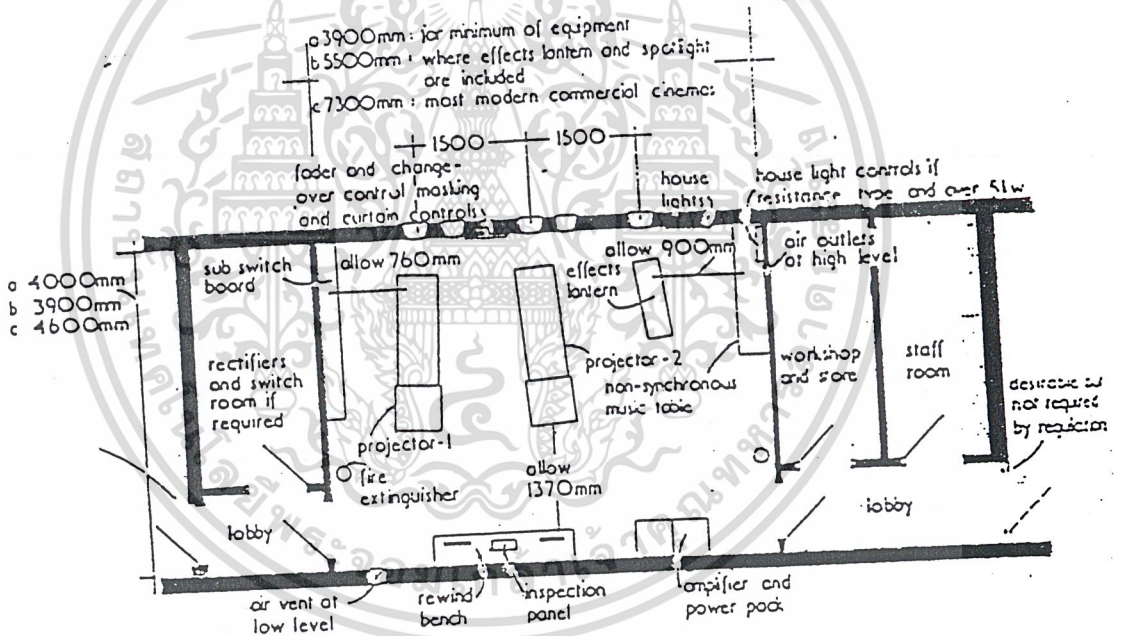 a 3900mm: for minimum of equipment
b 5500mm: where effects lantern and spotlight
are included
c 7300mm: most modern commercial cinemas
1500 1500
fader and change-
over control masking
and curtain controls
house
lights
house light controls if
resistance type and over 51w
sub switch
board
allow 760mm
allow 900mm
effects
lantern
air outlets
at high level
a 4000mm
b 3900mm
c 4600mm
rectifiers
and switch
room if
required
projector-2
non-synchronous
music table
workshop
and store
staff
room
desirable but
not required
by regulation
projector-1
fire
extinguisher
allow
1370mm
lobby
lobby
air vent at
low level
rewind
bench
inspection
panel
amplifier and
power pack